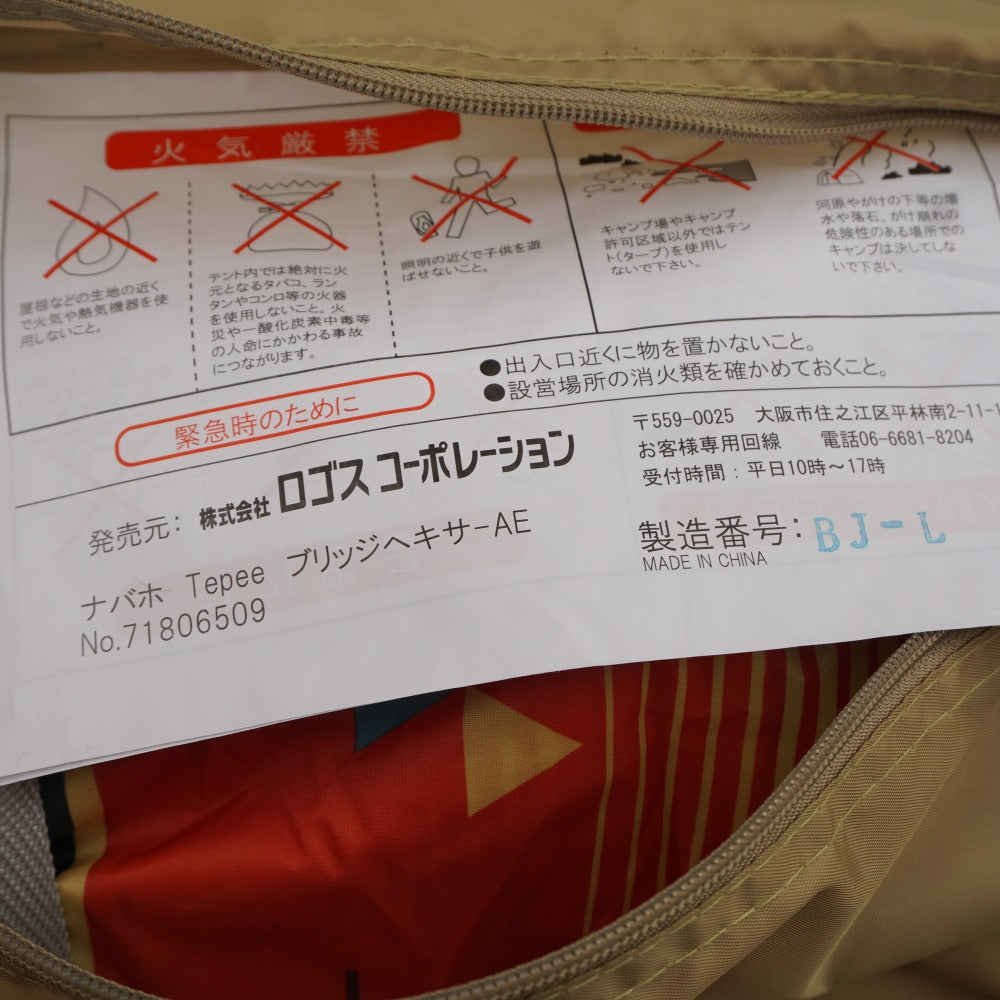 火気厳禁
屋根などの生地の近く
で火気や熱気機器を使
用しないこと。
テント内では絶対に火
元となるタバコ、ラン
タンやコンロ等の火器
を使用しないこと。火
災や一酸化炭素中毒等
の人命にかかわる事故
につながります。
照明の近くで子供を遊
ばせないこと。
キャンプ場やキャンプ
許可区域以外ではテン
ト(タープ)を使用し
ないで下さい。
河原やがけの下等の増
水や落石、がけ崩れの
危険性のある場所での
キャンプは決してしな
いで下さい。
緊急時のために
●出入口近くに物を置かないこと。
●設営場所の消火類を確かめておくこと。
発売元：株式会社ロゴス コーポレーション
〒559-0025 大阪市住之江区平林南2-11-1
お客様専用回線 電話06-6681-8204
受付時間：平日10時～17時
ナバホ Tepee ブリッジヘキサ-AE
No.71806509
製造番号：BJ-L
MADE IN CHINA